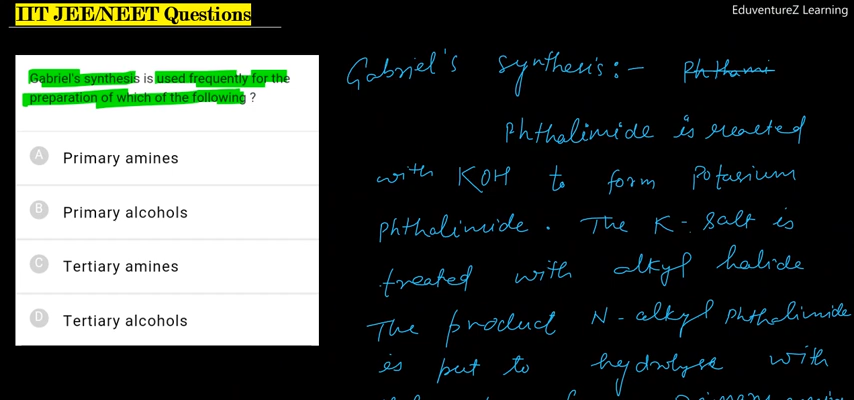 IIT JEE/NEET Questions
EduventureZ Learning
Gabriel's synthesis is used frequently for the
preparation of which of the following ?
A Primary amines
B Primary alcohols
C Tertiary amines
D Tertiary alcohols
Gabriel's synthesis:-
Phthalimide is reacted
with KOH to form Potassium
Phthalimide. The K-salt is
treated with alkyl halide
The product N-alkyl Phthalimide
is put to hydrolyse with